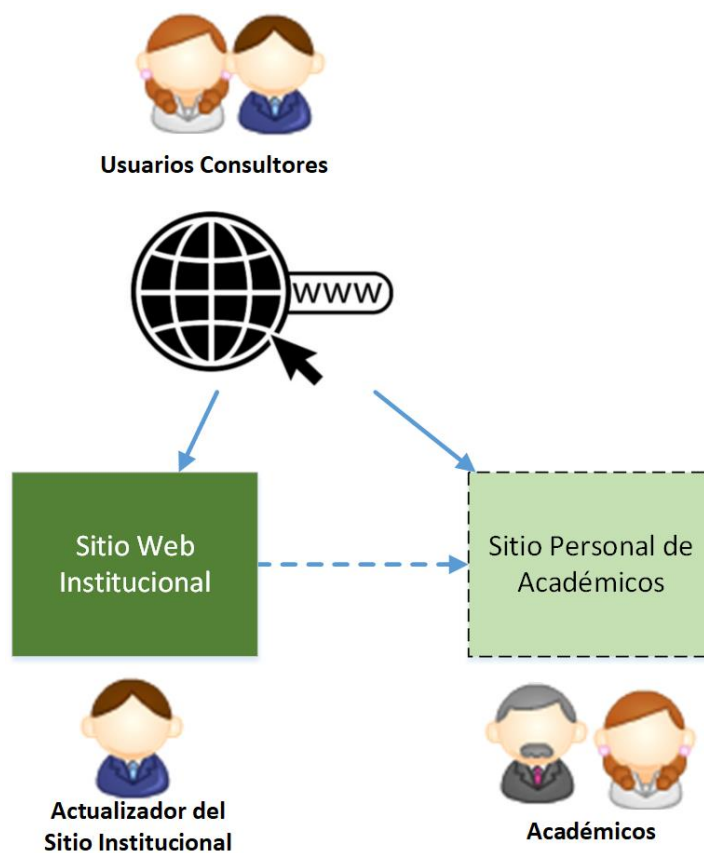 Usuarios Consultores
WWW
Sitio Web
Institucional
Sitio Personal de
Académicos
Actualizador del
Sitio Institucional
Académicos